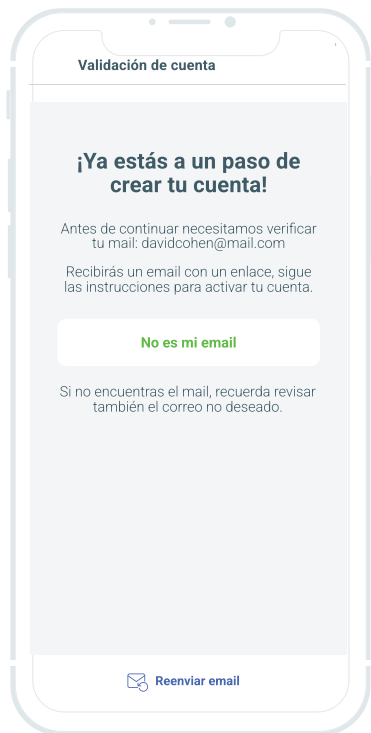 Validación de cuenta
¡Ya estás a un paso de
crear tu cuenta!
Antes de continuar necesitamos verificar
tu mail: davidcohen@mail.com
Recibirás un email con un enlace, sigue
las instrucciones para activar tu cuenta.
No es mi email
Si no encuentras el mail, recuerda revisar
también el correo no deseado.
Reenviar email